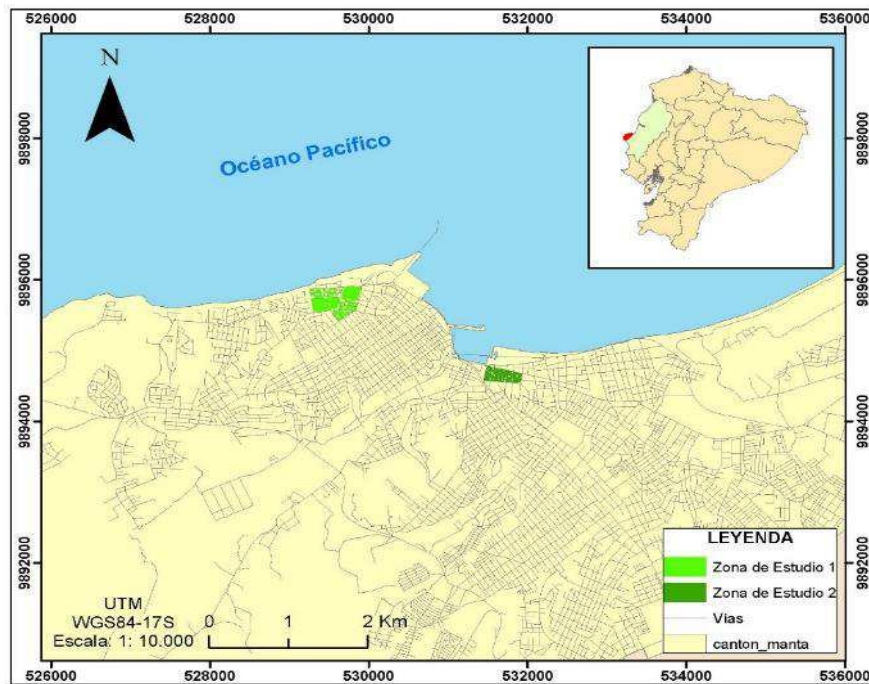 526000 528000 530000 532000 534000 536000
N
Océano Pacífico
9898000
9898000
9896000
9896000
9894000
9894000
9892000
9892000
LEYENDA
Zona de Estudio 1
Zona de Estudio 2
Vías
canton_manta
UTM
WGS84-17S
Escala: 1: 10.000
0 1 2 Km
526000 528000 530000 532000 534000 536000